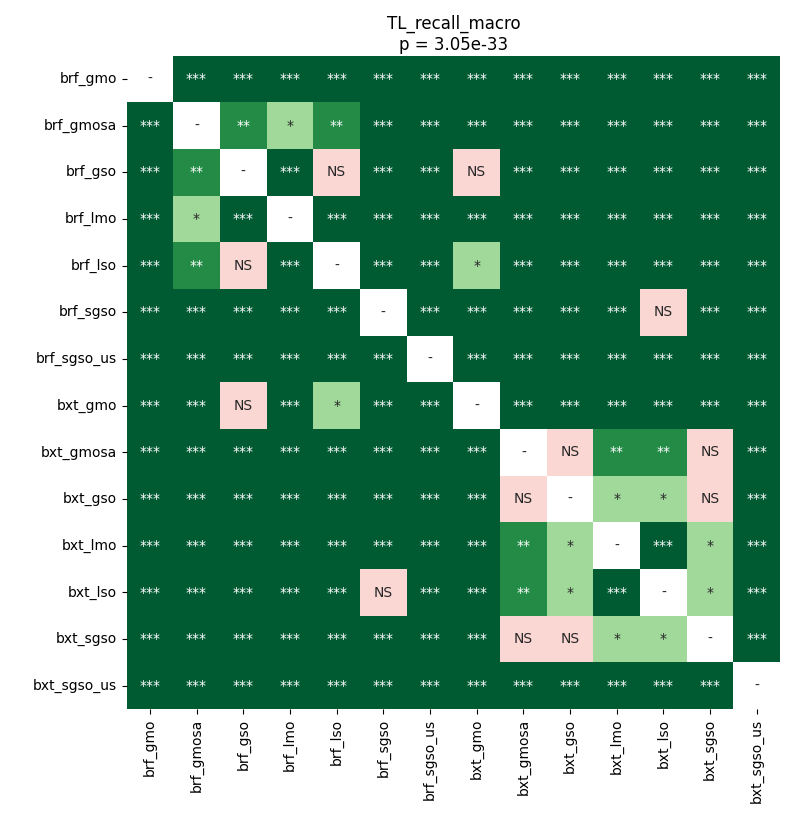 TL_recall_macro
p = 3.05e-33
brf_gmo - *** *** *** *** *** *** *** *** *** *** *** *** ***
brf_gmosa *** - ** * ** *** *** *** *** *** *** *** *** ***
brf_gso *** ** - *** NS *** *** NS *** *** *** *** *** ***
brf_lmo *** * *** - *** *** *** *** *** *** *** *** *** ***
brf_lso *** ** NS *** - *** *** * *** *** *** *** *** ***
brf_sgso *** *** *** *** *** - *** *** *** *** *** NS *** ***
brf_sgso_us *** *** *** *** *** *** - *** *** *** *** *** *** ***
bxt_gmo *** *** NS *** * *** *** - *** *** *** *** *** ***
bxt_gmosa *** *** *** *** *** *** *** *** - NS ** ** NS ***
bxt_gso *** *** *** *** *** *** *** *** NS - * * NS ***
bxt_lmo *** *** *** *** *** *** *** *** ** * - *** * ***
bxt_lso *** *** *** *** *** NS *** *** ** * *** - * ***
bxt_sgso *** *** *** *** *** *** *** *** NS NS * * - ***
bxt_sgso_us *** *** *** *** *** *** *** *** *** *** *** *** *** -
brf_gmo
brf_gmosa
brf_gso
brf_lmo
brf_lso
brf_sgso
brf_sgso_us
bxt_gmo
bxt_gmosa
bxt_gso
bxt_lmo
bxt_lso
bxt_sgso
bxt_sgso_us